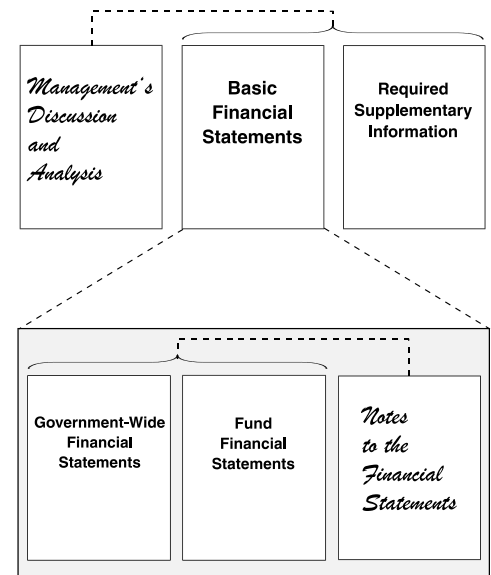 Management's
Discussion
and
Analysis
Basic
Financial
Statements
Required
Supplementary
Information
Government-Wide
Financial
Statements
Fund
Financial
Statements
Notes
to the
Financial
Statements